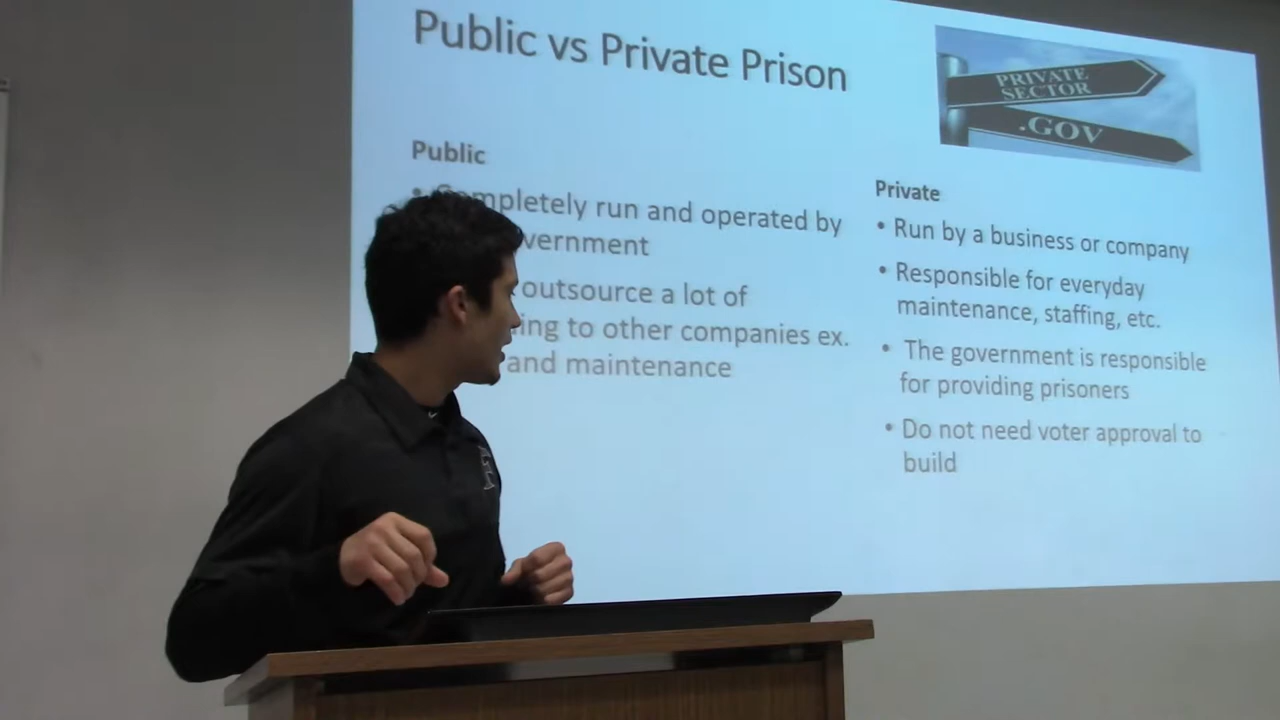 Public vs Private Prison
PRIVATE
SECTOR
.GOV
Public
• Completely run and operated by
vernment
outsource a lot of
ing to other companies ex.
and maintenance
Private
• Run by a business or company
• Responsible for everyday
maintenance, staffing, etc.
• The government is responsible
for providing prisoners
• Do not need voter approval to
build